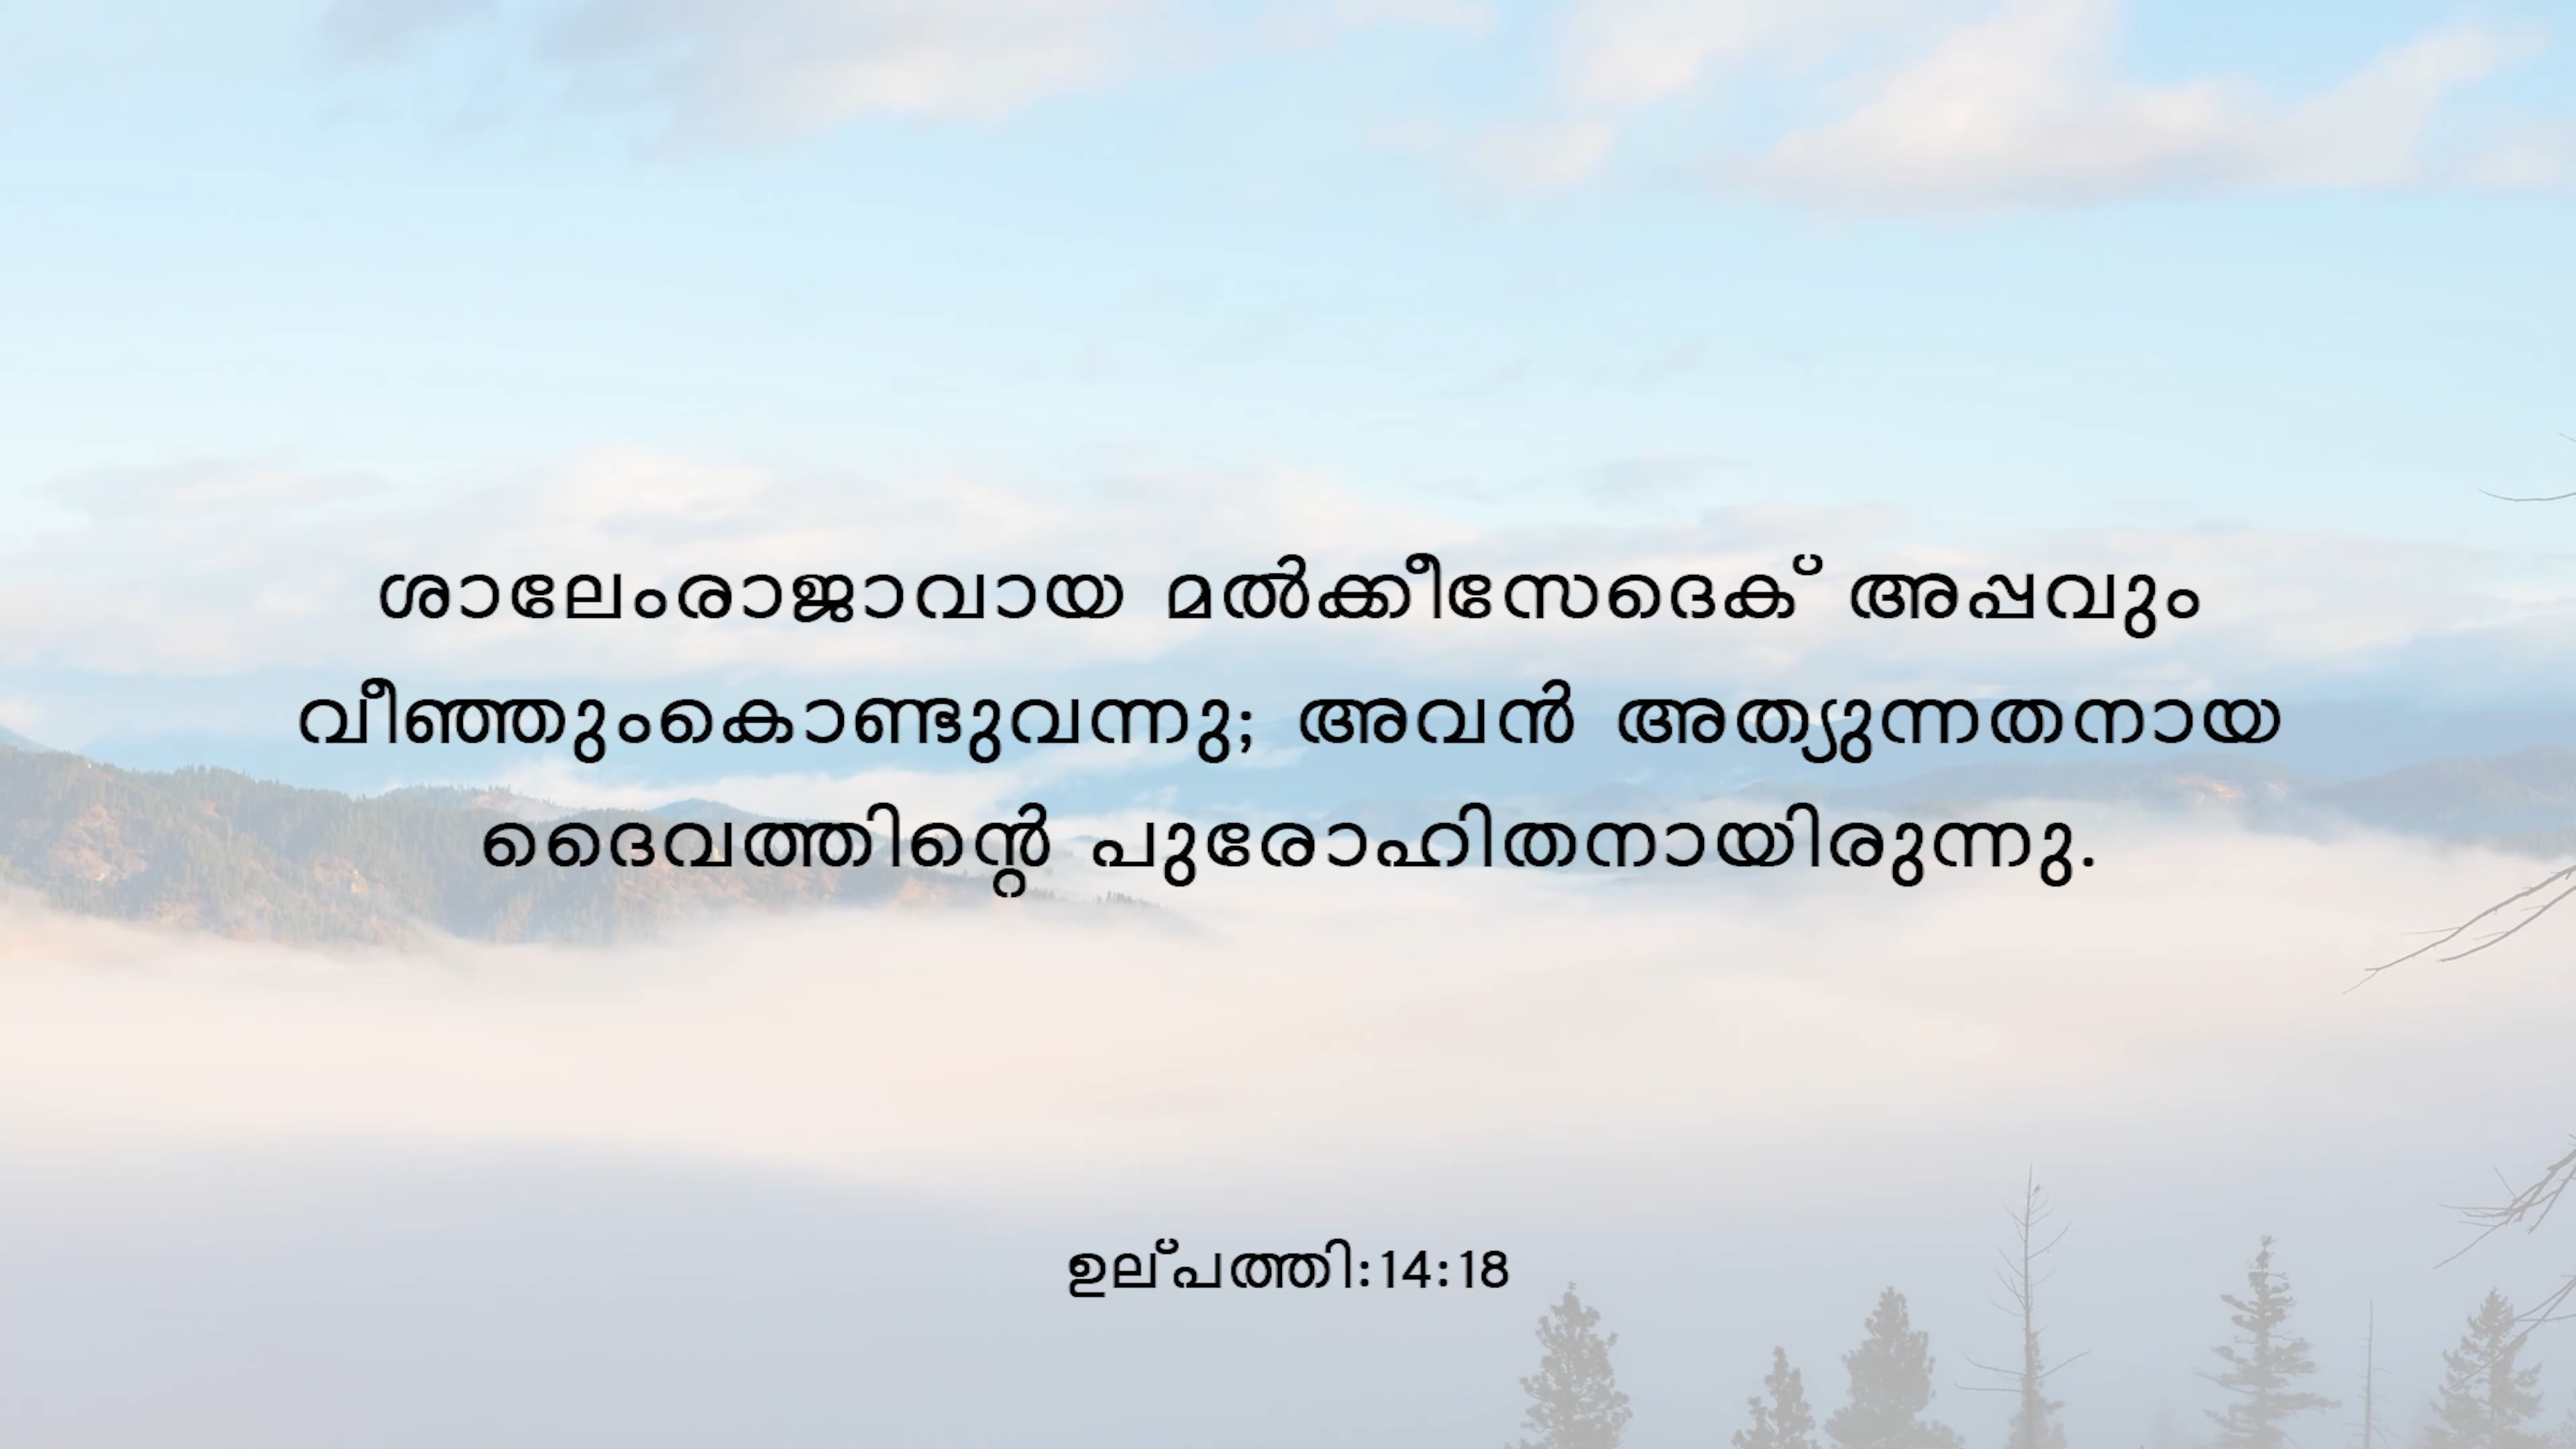 ശാലേംരാജാവായ മൽക്കീസേദെക് അപ്പവും
വീഞ്ഞുംകൊണ്ടുവന്നു; അവൻ അത്യുന്നതനായ
ദൈവത്തിന്റെ പുരോഹിതനായിരുന്നു.
ഉല്പത്തി:14:18